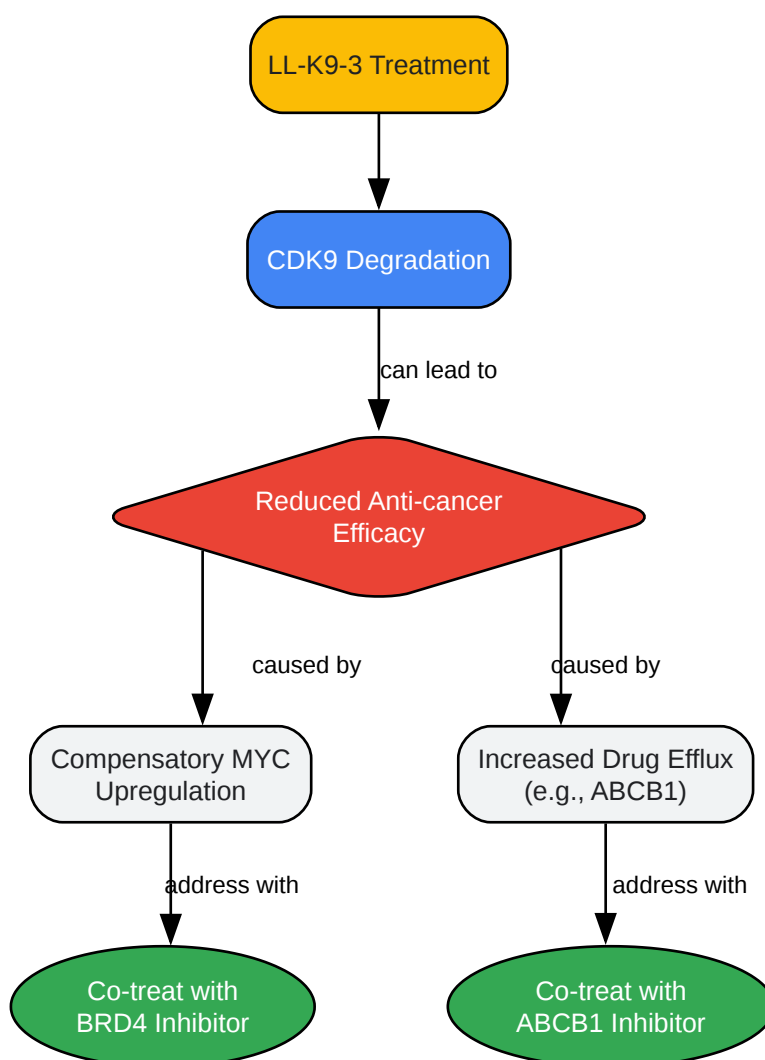 LL-K9-3 Treatment
CDK9 Degradation
can lead to
Reduced Anti-cancer
Efficacy
caused by
caused by
Compensatory MYC
Upregulation
Increased Drug Efflux
(e.g., ABCB1)
address with
address with
Co-treat with
BRD4 Inhibitor
Co-treat with
ABCB1 Inhibitor